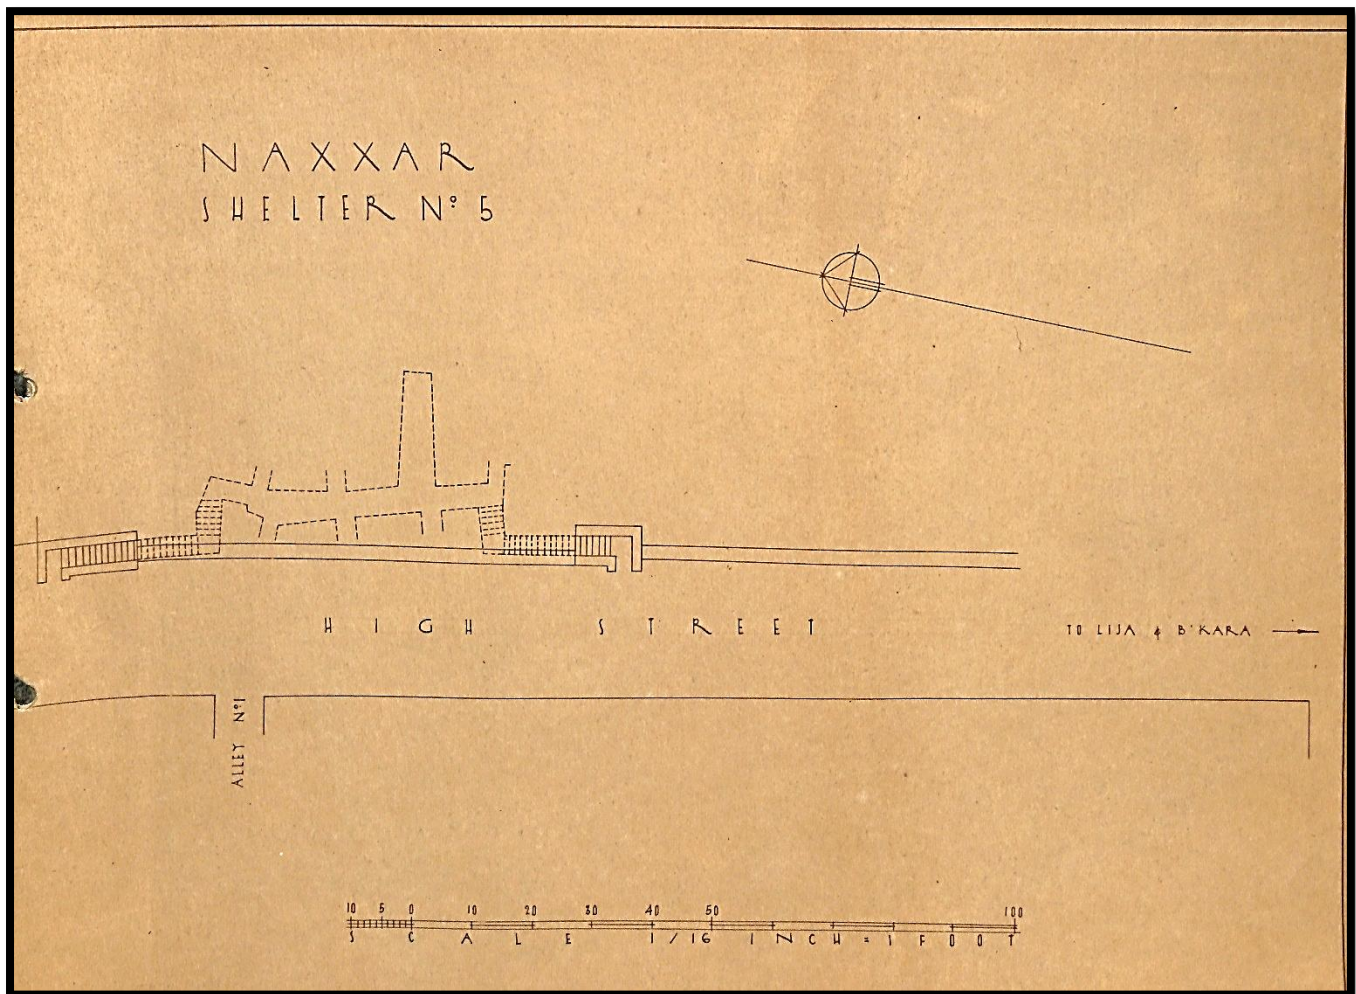 NAXXAR
SHELTER Nº 5
HIGH STREET
TO LIJA & B'KARA
ALLEY Nº1
10 5 0 10 20 30 40 50 100
SCALE 1/16 INCH = 1 FOOT